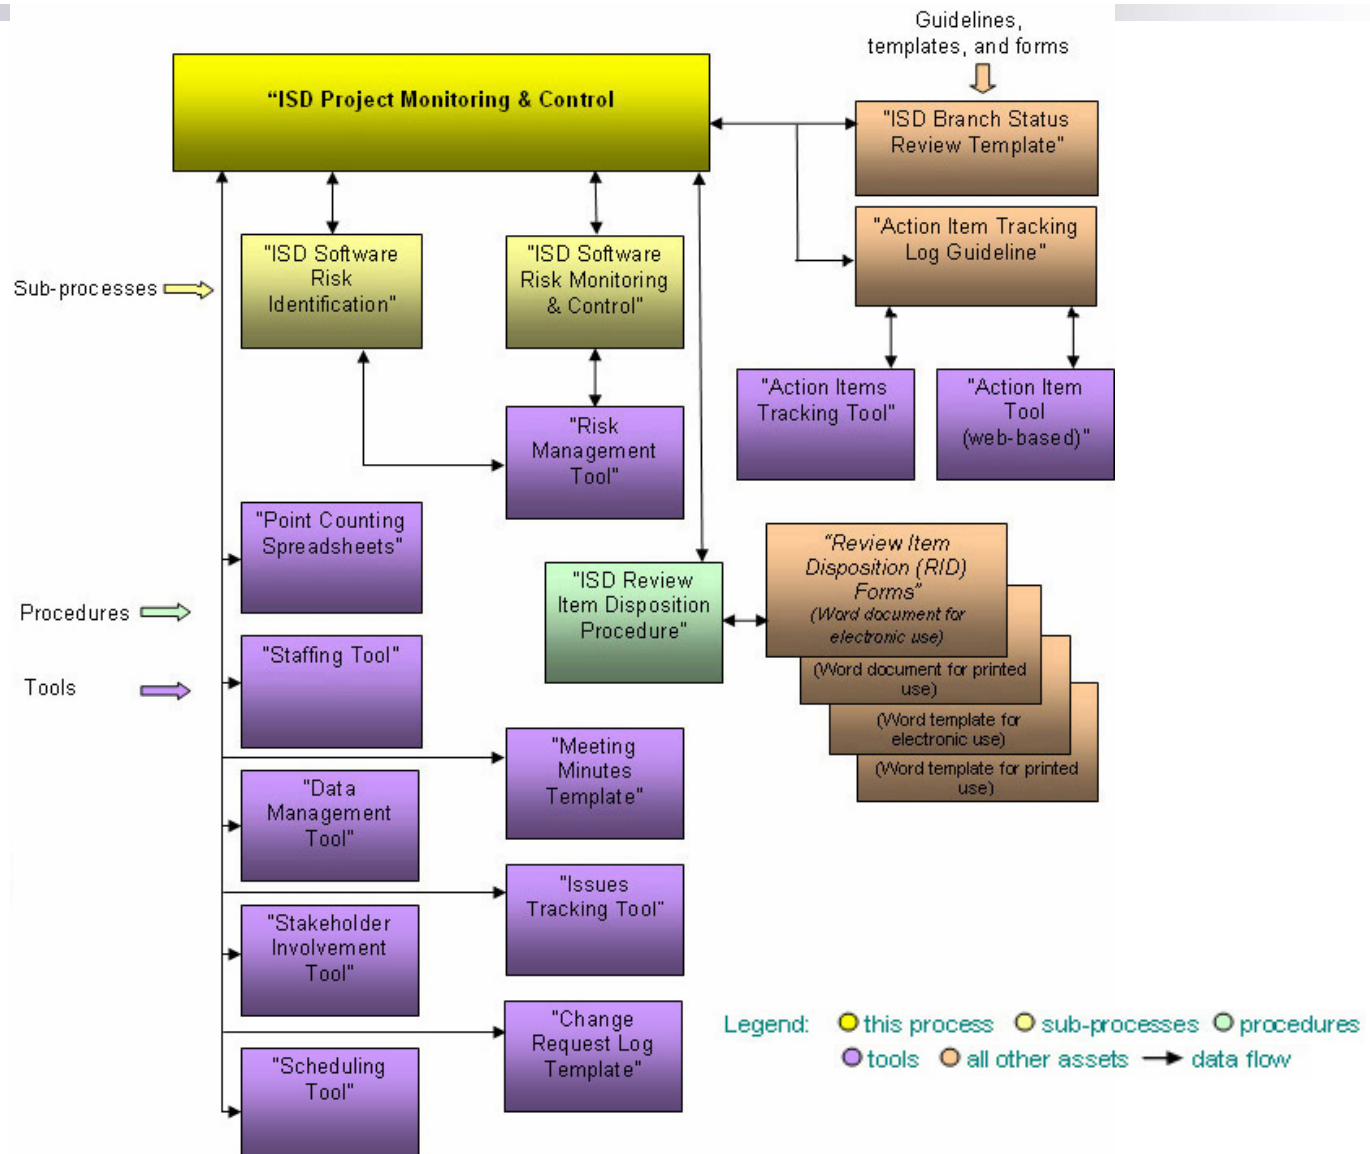 Guidelines,
templates, and forms
“ISD Project Monitoring & Control
"ISD Branch Status
Review Template"
"Action Item Tracking
Log Guideline"
Sub-processes
"ISD Software
Risk
Identification"
"ISD Software
Risk Monitoring
& Control"
"Action Items
Tracking Tool"
"Action Item
Tool
(web-based)"
"Risk
Management
Tool"
"Point Counting
Spreadsheets"
Procedures
"ISD Review
Item Disposition
Procedure"
“Review Item
Disposition (RID)
Forms”
(Word document for
electronic use)
(Word document for printed
use)
(Word template for
electronic use)
(Word template for printed
use)
Tools
"Staffing Tool"
"Meeting
Minutes
Template"
"Data
Management
Tool"
"Issues
Tracking Tool"
"Stakeholder
Involvement
Tool"
"Change
Request Log
Template"
"Scheduling
Tool"
Legend: this process sub-processes procedures
tools all other assets data flow